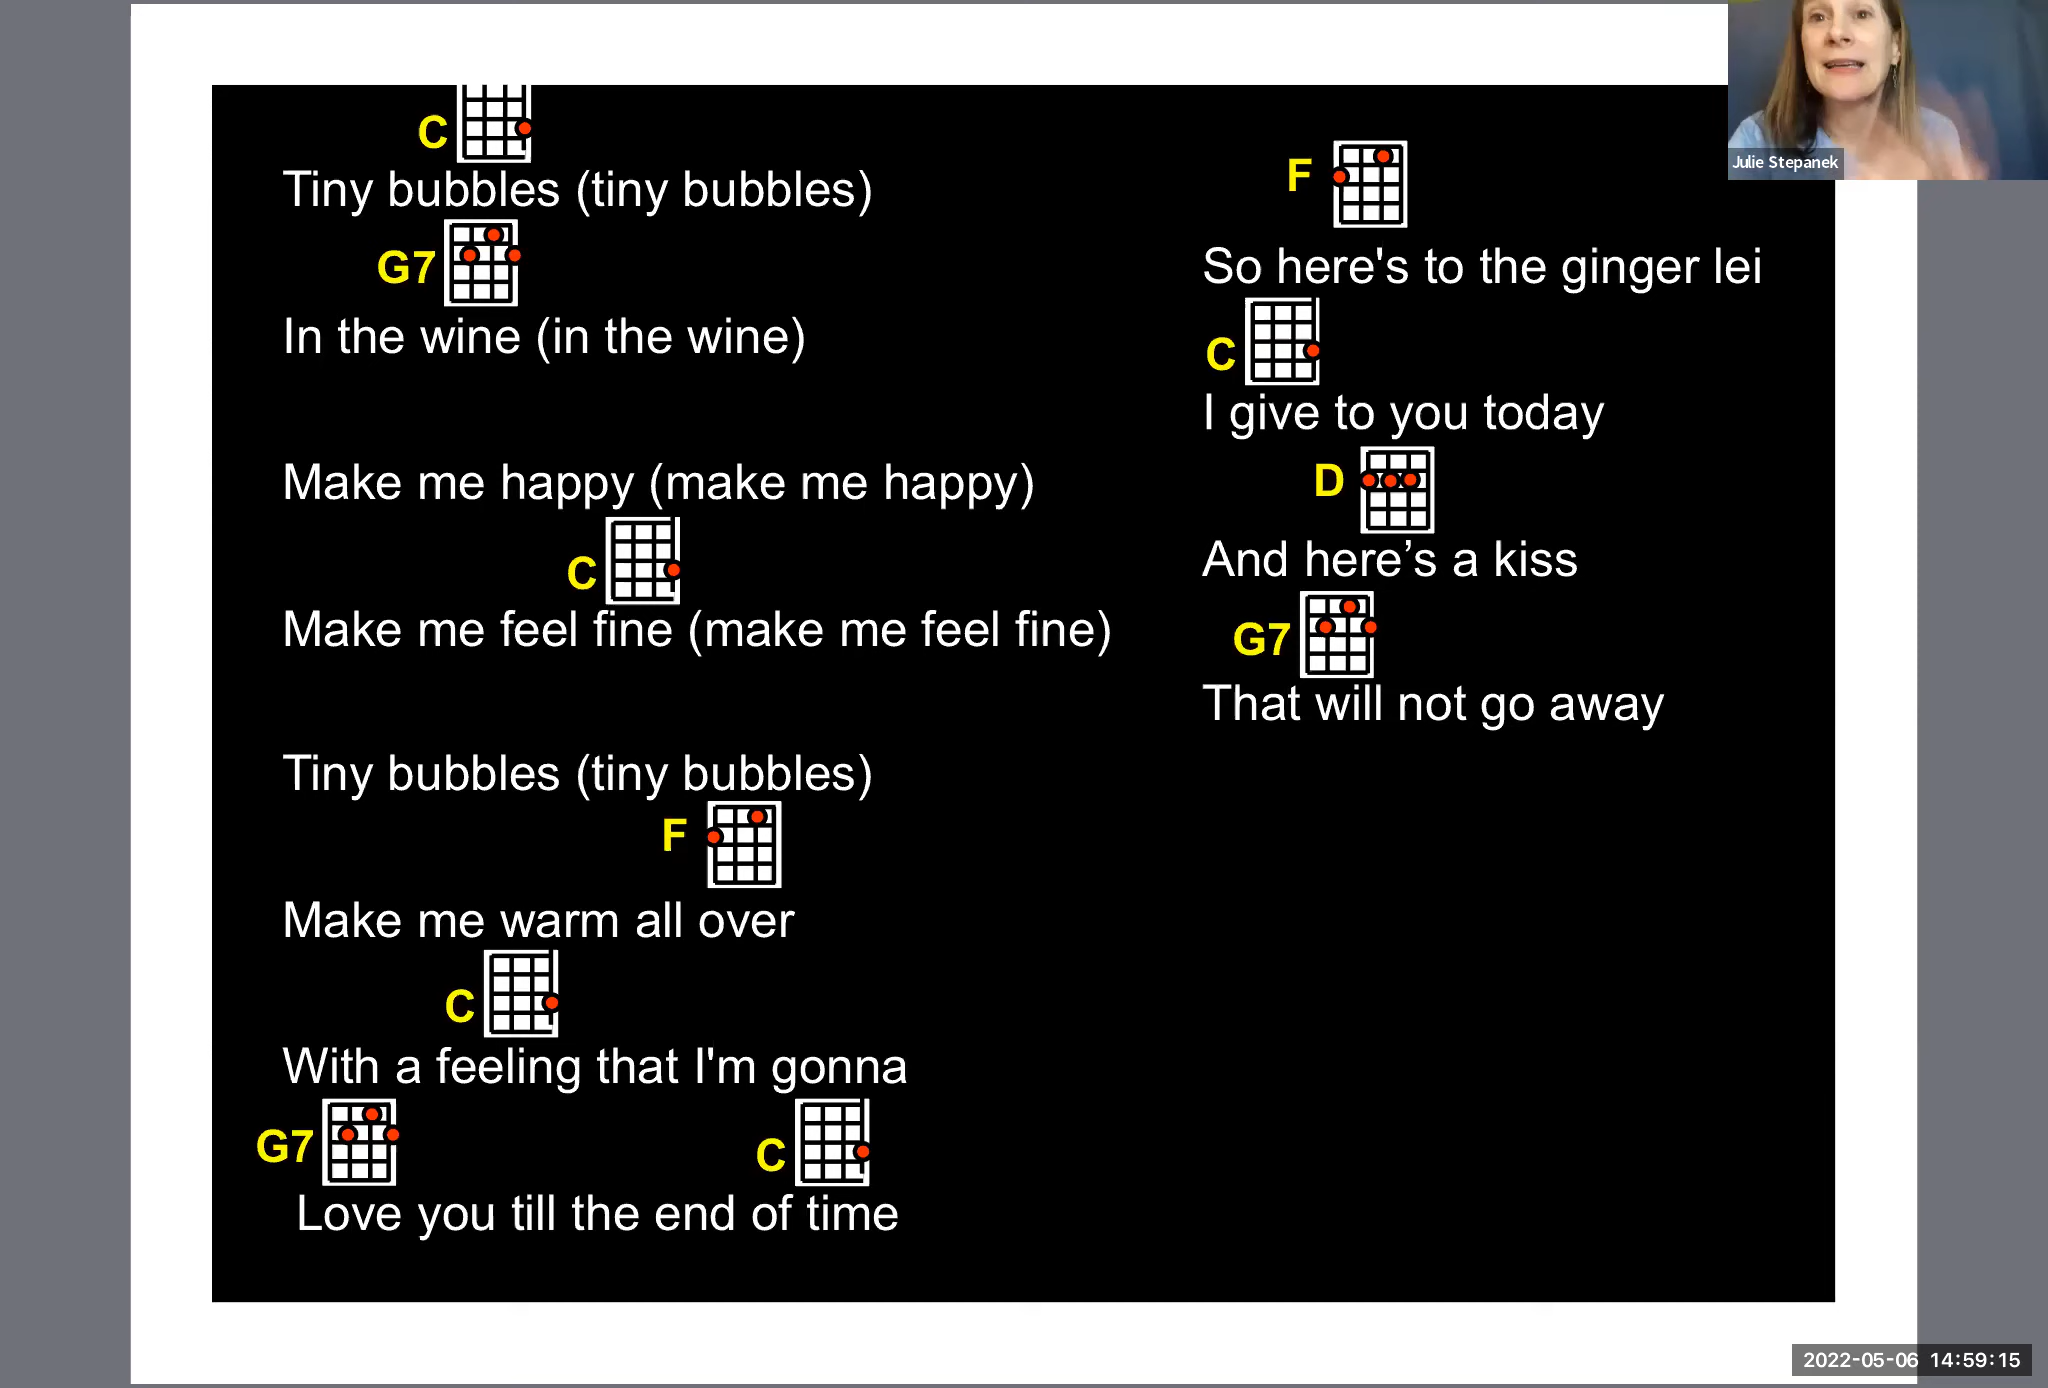 C
Tiny bubbles (tiny bubbles)
G7
In the wine (in the wine)
Make me happy (make me happy)
C
Make me feel fine (make me feel fine)
Tiny bubbles (tiny bubbles)
F
Make me warm all over
C
With a feeling that I'm gonna
G7 C
Love you till the end of time
F
So here's to the ginger lei
C
I give to you today
D
And here’s a kiss
G7
That will not go away
Julie Stepanek
2022-05-06 14:59:15